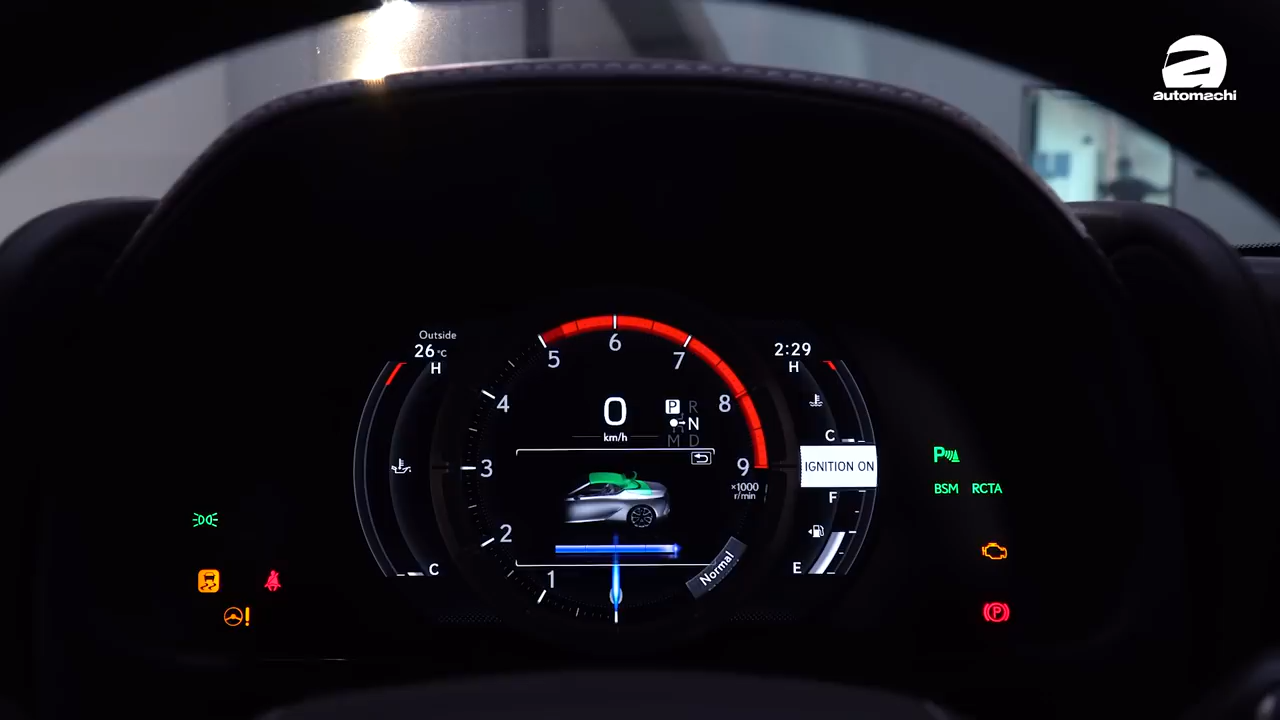 automachi
Outside
26°C
2:29
H
H
C
IGNITION ON
F
E
C
1
2
3
4
5
6
7
8
9
×1000
r/min
0
km/h
P R
N
M D
Normal
P
BSM RCTA
P